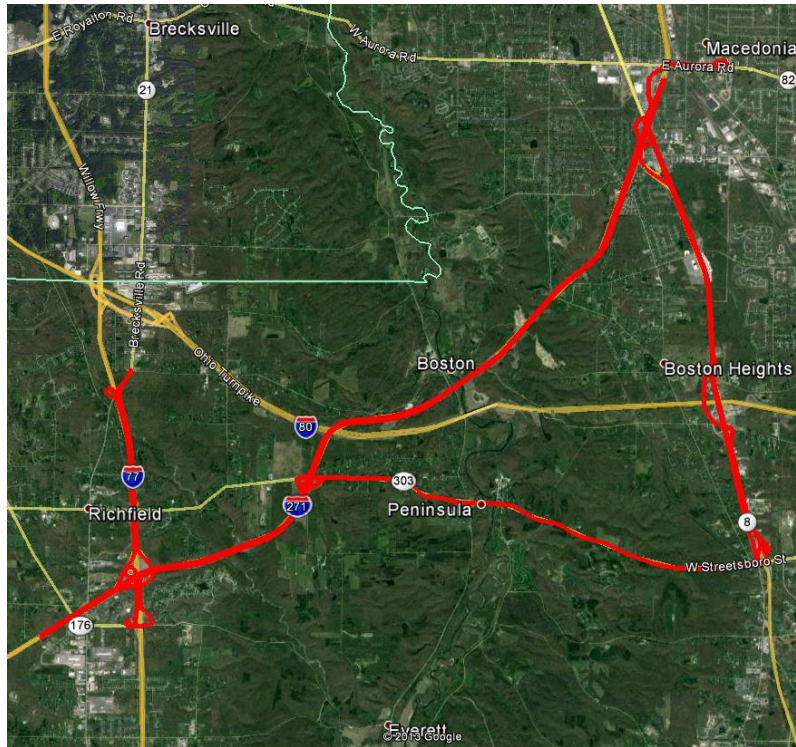 E Royalton Rd
Brecksville
W Aurora Rd
Macedonia
E Aurora Rd
82
21
Willow Frwy
Brecksville Rd
Ohio Turnpike
Boston
Boston Heights
80
77
303
271
Richfield
Peninsula
8
W Streetsboro St
176
Everett
© 2013 Google